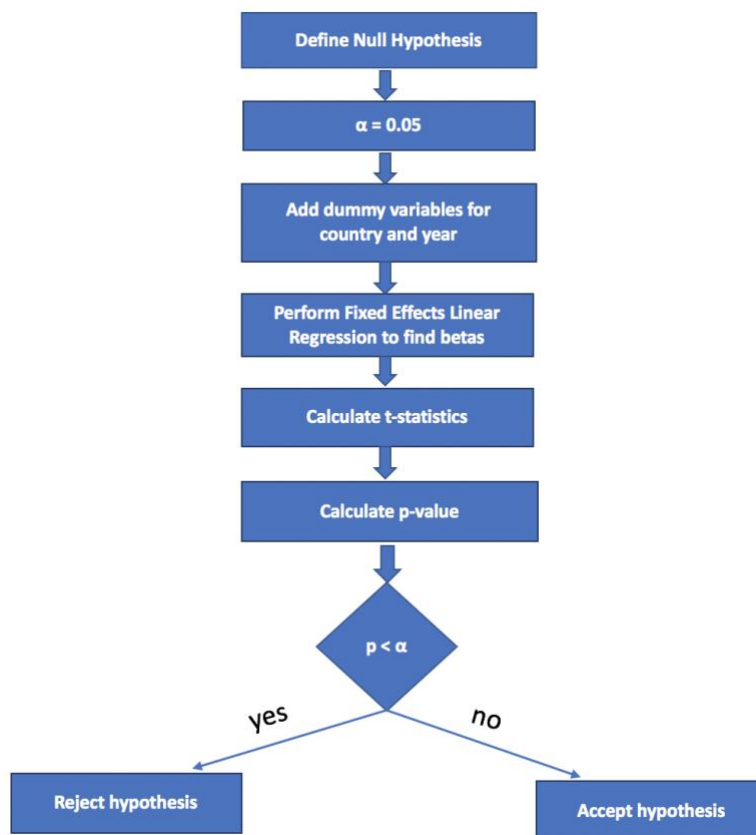 Define Null Hypothesis
α = 0.05
Add dummy variables for
country and year
Perform Fixed Effects Linear
Regression to find betas
Calculate t-statistics
Calculate p-value
p < α
yes
no
Reject hypothesis
Accept hypothesis